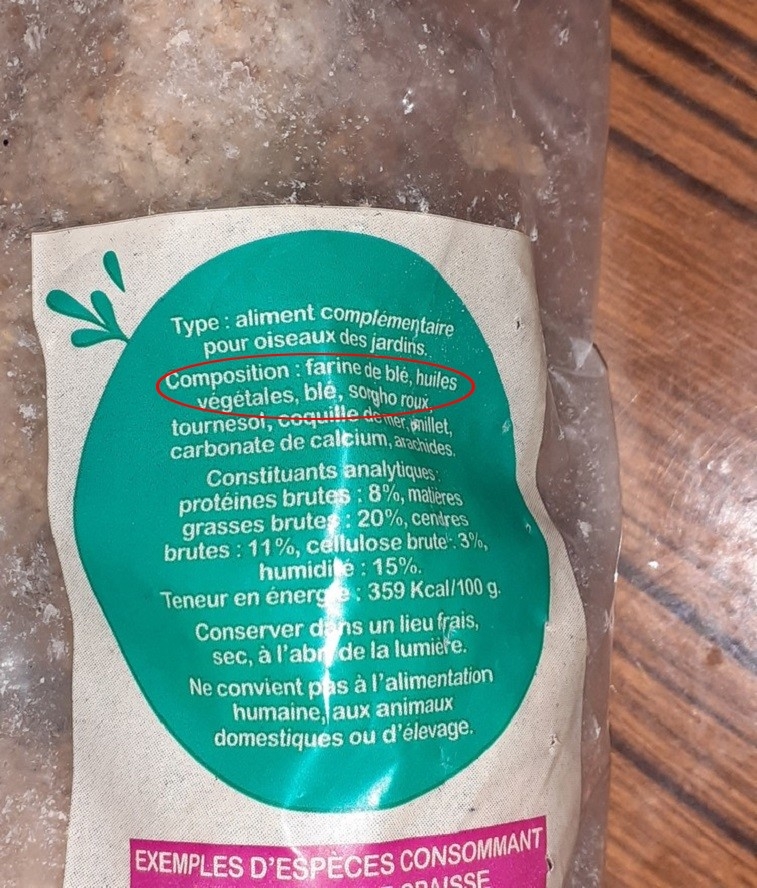 Type : aliment complémentaire
pour oiseaux des jardins.
Composition : farine de blé, huiles
végétales, blé, sorgho roux,
tournesol, coquille de mer, millet,
carbonate de calcium, arachides.
Constituants analytiques:
protéines brutes : 8%, matières
grasses brutes : 20%, cendres
brutes : 11%, cellulose brute : 3%,
humidité : 15%.
Teneur en énergie : 359 Kcal/100 g.
Conserver dans un lieu frais,
sec, à l'abri de la lumière.
Ne convient pas à l'alimentation
humaine, aux animaux
domestiques ou d'élevage.
EXEMPLES D'ESPÈCES CONSOMMANT
GRAISSE